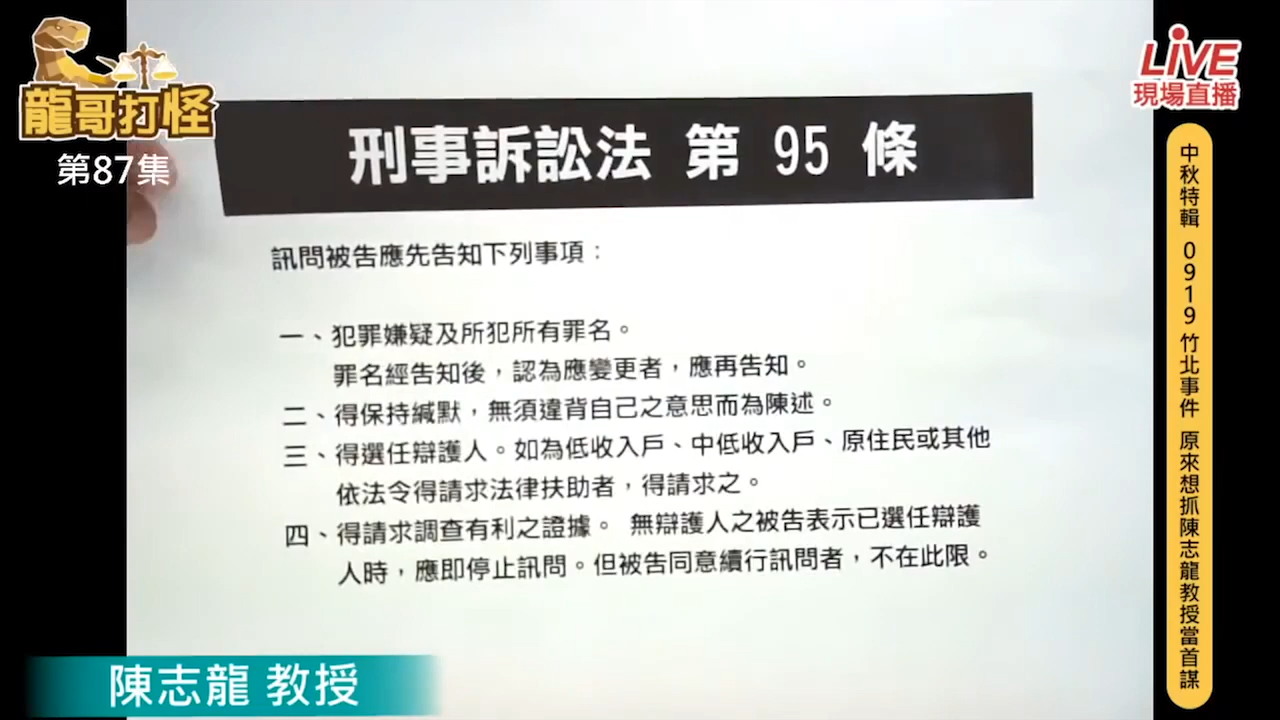 龍哥打怪
第87集
LiVE
現場直播
刑事訴訟法 第 95 條
訊問被告應先告知下列事項：
一、犯罪嫌疑及所犯所有罪名。
罪名經告知後，認為應變更者，應再告知。
二、得保持緘默，無須違背自己之意思而為陳述。
三、得選任辯護人。如為低收入戶、中低收入戶、原住民或其他
依法令得請求法律扶助者，得請求之。
四、得請求調查有利之證據。 無辯護人之被告表示已選任辯護
人時，應即停止訊問。但被告同意續行訊問者，不在此限。
中秋特輯 0919 竹北事件 原來想抓陳志龍教授當首謀
陳志龍 教授